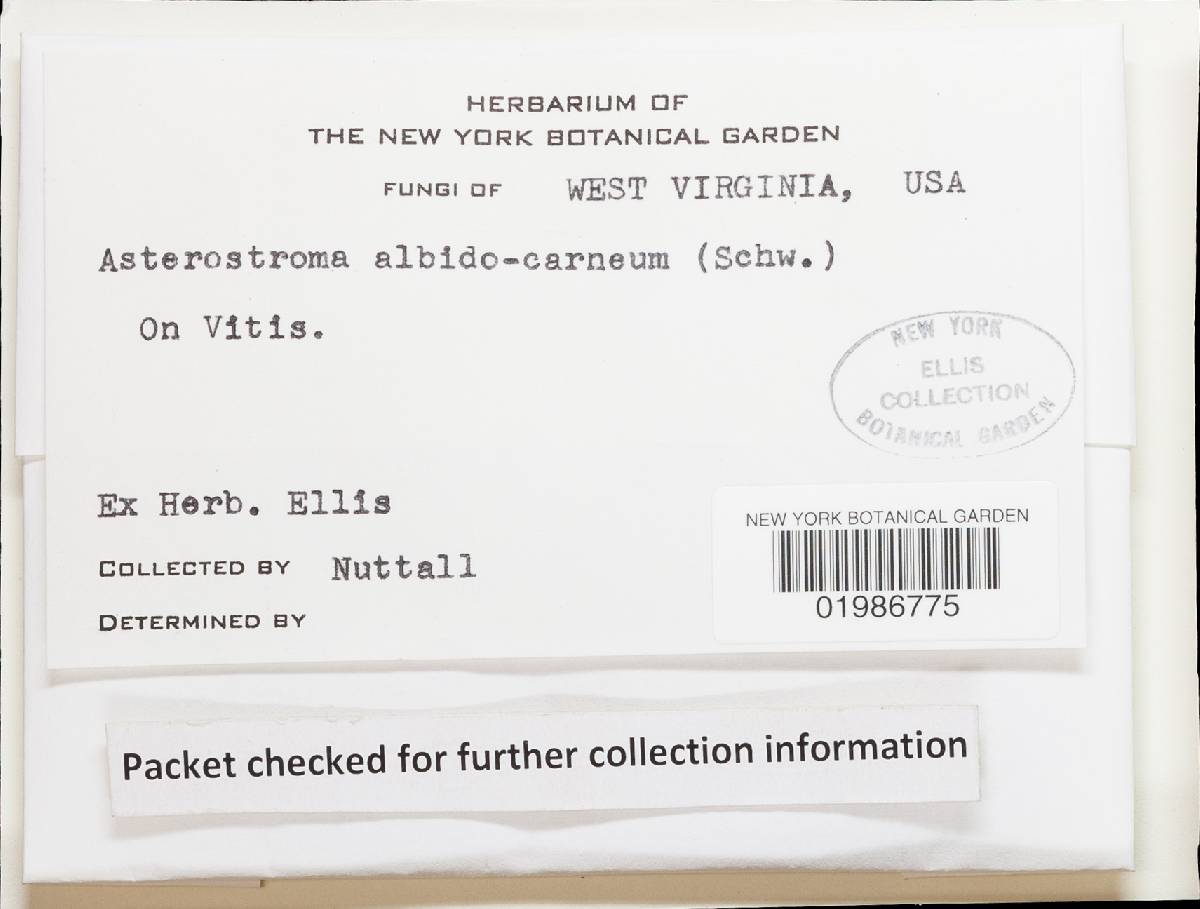 HERBARIUM OF
THE NEW YORK BOTANICAL GARDEN
FUNGI OF WEST VIRGINIA, USA
Asterostroma albido-carneum (Schw.)
On Vitis.
NEW YORK
ELLIS
COLLECTION
BOTANICAL GARDEN
Ex Herb. Ellis
COLLECTED BY Nuttall
DETERMINED BY
NEW YORK BOTANICAL GARDEN
01986775
Packet checked for further collection information